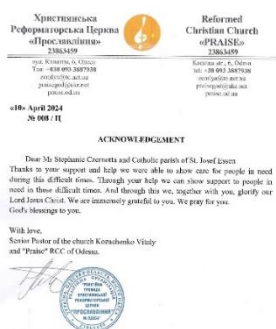 Християнська
Реформаторська Церква
«Прославління»
23863459
Reformed
Christian Church
«PRAISE»
23863459
«10» April 2024
№ 008 / П
ACKNOWLEDGEMENT
Dear Ms Stephanie Czernetta and Catholic parish of St. Josef Essen
Thanks to your support and help we were able to show care for people in need
during this difficult times. Through your help we can show support to people in
need in these difficult times. And through this we, together with you, glorify our
Lord Jesus Christ. We are immensely grateful to you. We pray for you.
God's blessings to you.
With love,
Senior Pastor of the church Kozachenko Vitaly
and "Praise" RCC of Odessa.